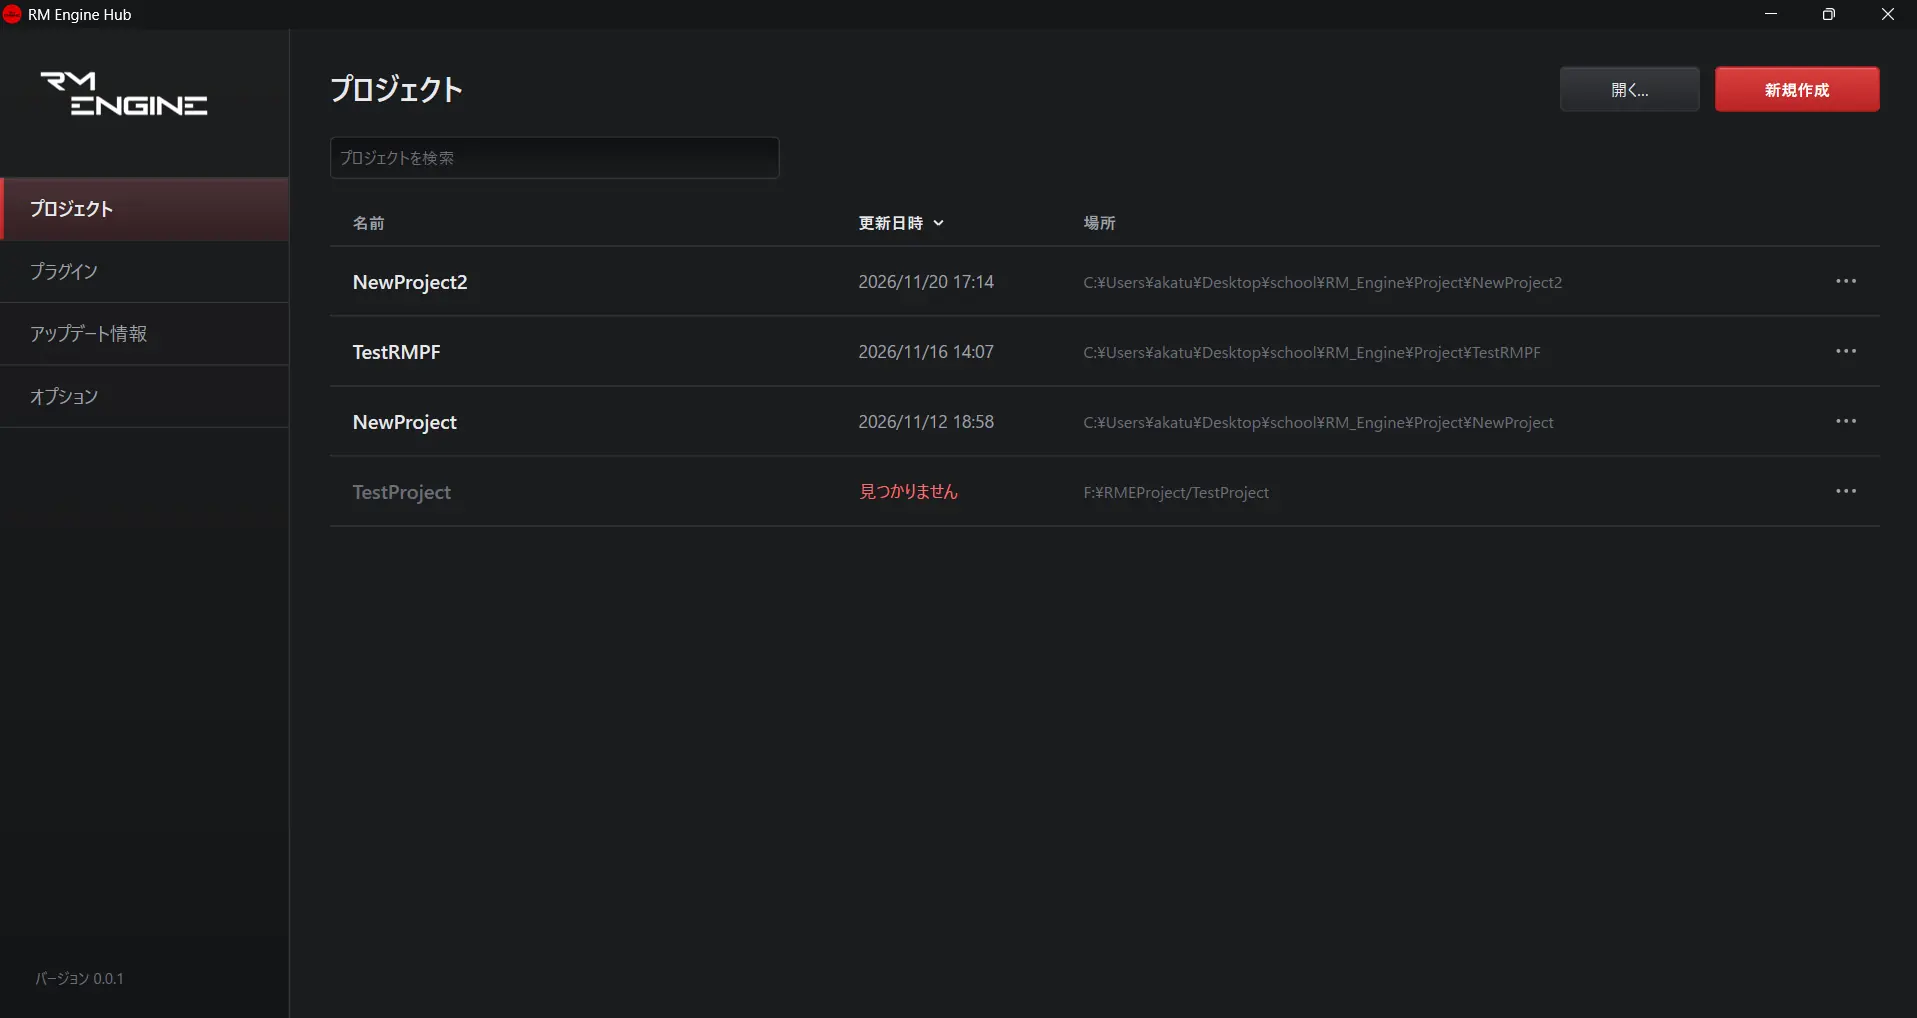 RM Engine Hub
RM
ENGINE
プロジェクト
プラグイン
アップデート情報
オプション
バージョン 0.0.1
プロジェクト
開く...
新規作成
プロジェクトを検索
名前 更新日時 場所
NewProject2 2026/11/20 17:14 C:¥Users¥akatu¥Desktop¥school¥RM_Engine¥Project¥NewProject2
TestRMPF 2026/11/16 14:07 C:¥Users¥akatu¥Desktop¥school¥RM_Engine¥Project¥TestRMPF
NewProject 2026/11/12 18:58 C:¥Users¥akatu¥Desktop¥school¥RM_Engine¥Project¥NewProject
TestProject 見つかりません F:¥RMEProject/TestProject